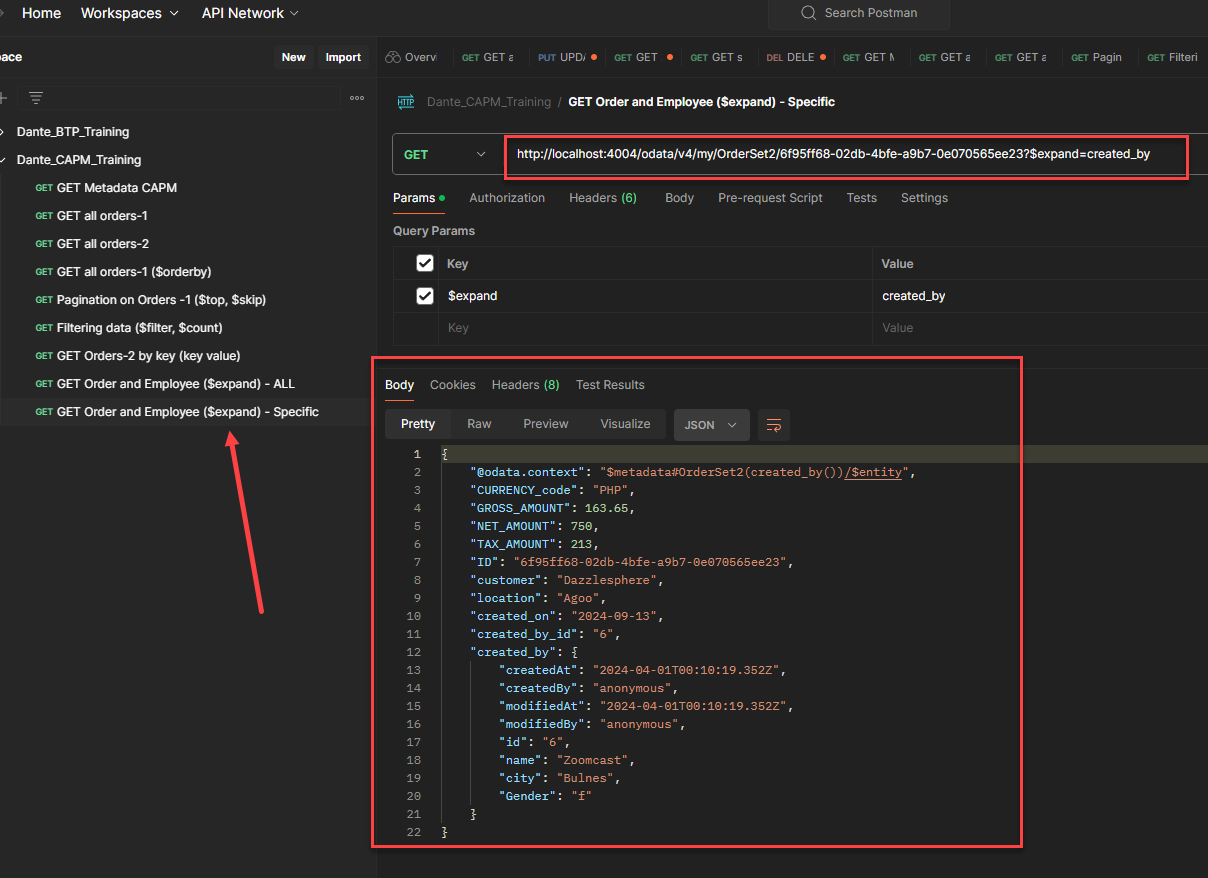 Home Workspaces API Network Search Postman
ace New Import Overvi GET GET a PUT UPD/ GET GET GET GET s DEL DELE GET GET M GET GET a GET GET a GET Pagin GET Filteri
Dante_CAPM_Training / GET Order and Employee ($expand) - Specific
Dante_BTP_Training
Dante_CAPM_Training
GET GET Metadata CAPM
GET GET all orders-1
GET GET all orders-2
GET GET all orders-1 ($orderby)
GET Pagination on Orders -1 ($top, $skip)
GET Filtering data ($filter, $count)
GET GET Orders-2 by key (key value)
GET GET Order and Employee ($expand) - ALL
GET GET Order and Employee ($expand) - Specific
HTTP
GET http://localhost:4004/odata/v4/my/OrderSet2/6f95ff68-02db-4bfe-a9b7-0e070565ee23?$expand=created_by
Params Authorization Headers (6) Body Pre-request Script Tests Settings
Query Params
Key Value
$expand created_by
Key Value
Body Cookies Headers (8) Test Results
Pretty Raw Preview Visualize JSON
1 {
2 "@odata.context": "$metadata#OrderSet2(created_by())/$entity",
3 "CURRENCY_code": "PHP",
4 "GROSS_AMOUNT": 163.65,
5 "NET_AMOUNT": 750,
6 "TAX_AMOUNT": 213,
7 "ID": "6f95ff68-02db-4bfe-a9b7-0e070565ee23",
8 "customer": "Dazzlesphere",
9 "location": "Agoo",
10 "created_on": "2024-09-13",
11 "created_by_id": "6",
12 "created_by": {
13 "createdAt": "2024-04-01T00:10:19.352Z",
14 "createdBy": "anonymous",
15 "modifiedAt": "2024-04-01T00:10:19.352Z",
16 "modifiedBy": "anonymous",
17 "id": "6",
18 "name": "Zoomcast",
19 "city": "Bulnes",
20 "Gender": "f"
21 }
22 }